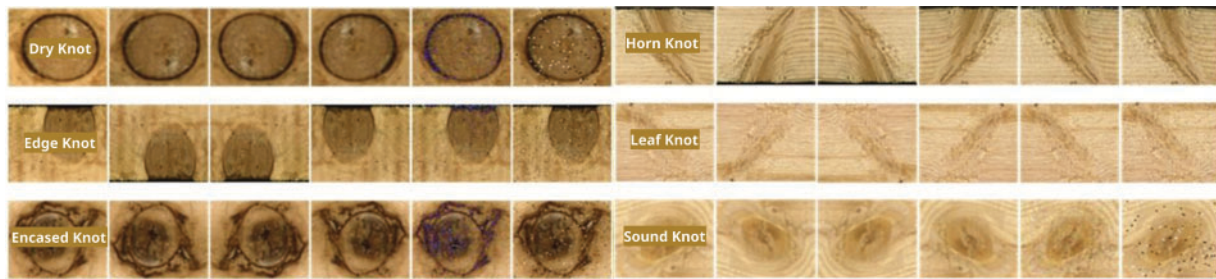 Dry Knot
Horn Knot
Edge Knot
Leaf Knot
Encased Knot
Sound Knot